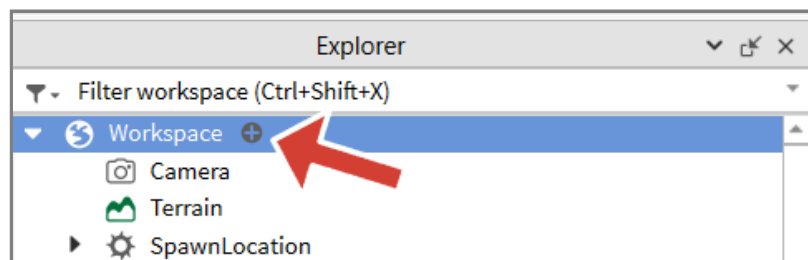 Explorer
Filter workspace (Ctrl+Shift+X)
Workspace
Camera
Terrain
SpawnLocation